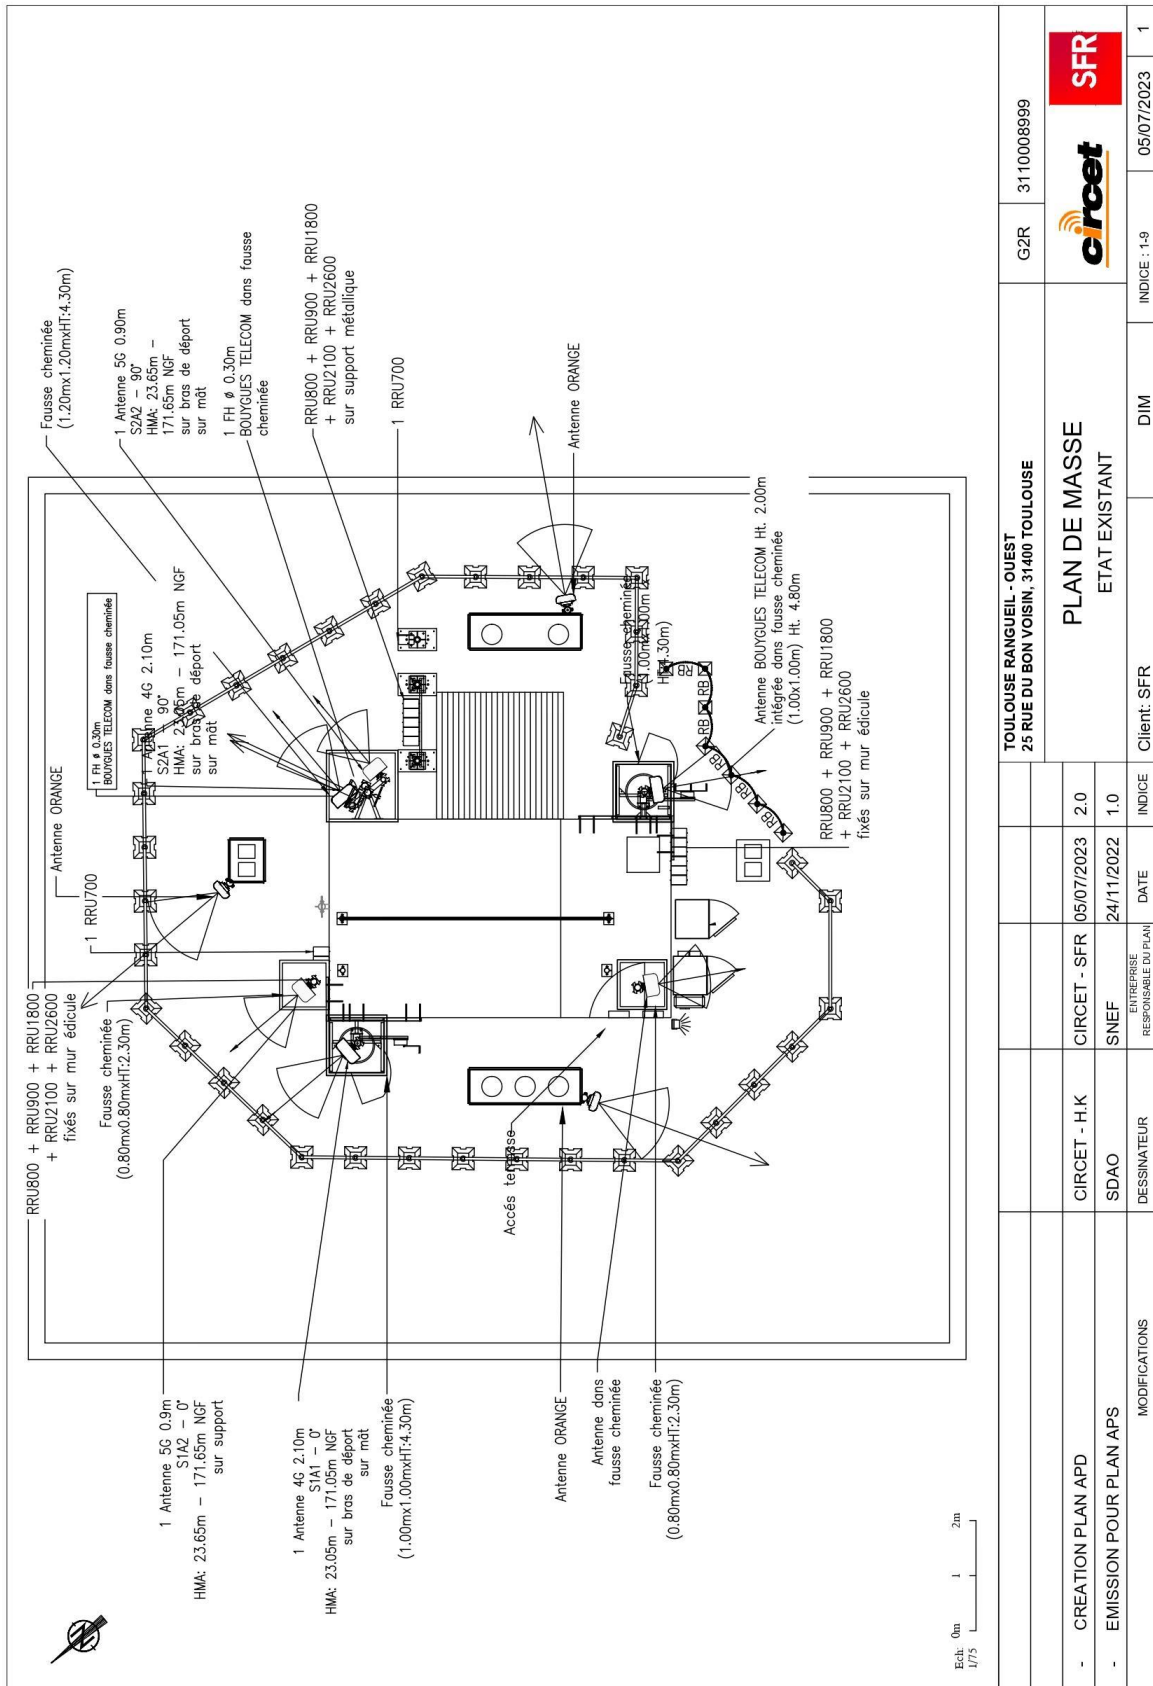 RRU800 + RRU900 + RRU1800
+ RRU2100 + RRU2600
fixés sur mur édicule
Fausse cheminée
(0.80mx0.80mxHT:2.30m)
1 RRU700
Antenne ORANGE
1 FH ø 0.30m
BOUYGUES TELECOM dans fausse cheminée
1 Antenne 4G 2.10m
S2A1 - 90°
HMA: 23.05m - 171.05m NGF
sur bras de déport
sur mât
Fausse cheminée
(1.20mx1.20mxHT:4.30m)
1 Antenne 5G 0.90m
S2A2 - 90°
HMA: 23.65m -
171.65m NGF
sur bras de déport
sur mât
1 FH ø 0.30m
BOUYGUES TELECOM dans fausse
cheminée
RRU800 + RRU900 + RRU1800
+ RRU2100 + RRU2600
sur support métallique
1 RRU700
Antenne ORANGE
1 Antenne 5G 0.9m
S1A2 - 0°
HMA: 23.65m - 171.65m NGF
sur support
1 Antenne 4G 2.10m
S1A1 - 0°
HMA: 23.05m - 171.05m NGF
sur bras de déport
sur mât
Fausse cheminée
(1.00mx1.00mxHT:4.30m)
Accés terrasse
Antenne ORANGE
Antenne dans
fausse cheminée
Fausse cheminée
(0.80mx0.80mxHT:2.30m)
Fausse cheminée
Antenne BOUYGUES TELECOM Ht. 2.00m
intégrée dans fausse cheminée
(1.00x1.00m) Ht. 4.80m
RRU800 + RRU900 + RRU1800
+ RRU2100 + RRU2600
fixés sur mur édicule
RB
RB
RB
RB
RB
RB
N
Ech: 0m 1 2m
1/75
TOULOUSE RANGUEIL - OUEST
25 RUE DU BON VOISIN, 31400 TOULOUSE
G2R 3110008999
PLAN DE MASSE
ETAT EXISTANT
circet SFR
- CREATION PLAN APD CIRCET - H.K CIRCET - SFR 05/07/2023 2.0
- EMISSION POUR PLAN APS SDAO SNEF 24/11/2022 1.0
MODIFICATIONS DESSINATEUR ENTREPRISE RESPONSABLE DU PLAN DATE INDICE
Client: SFR DIM INDICE : 1-9 05/07/2023 1